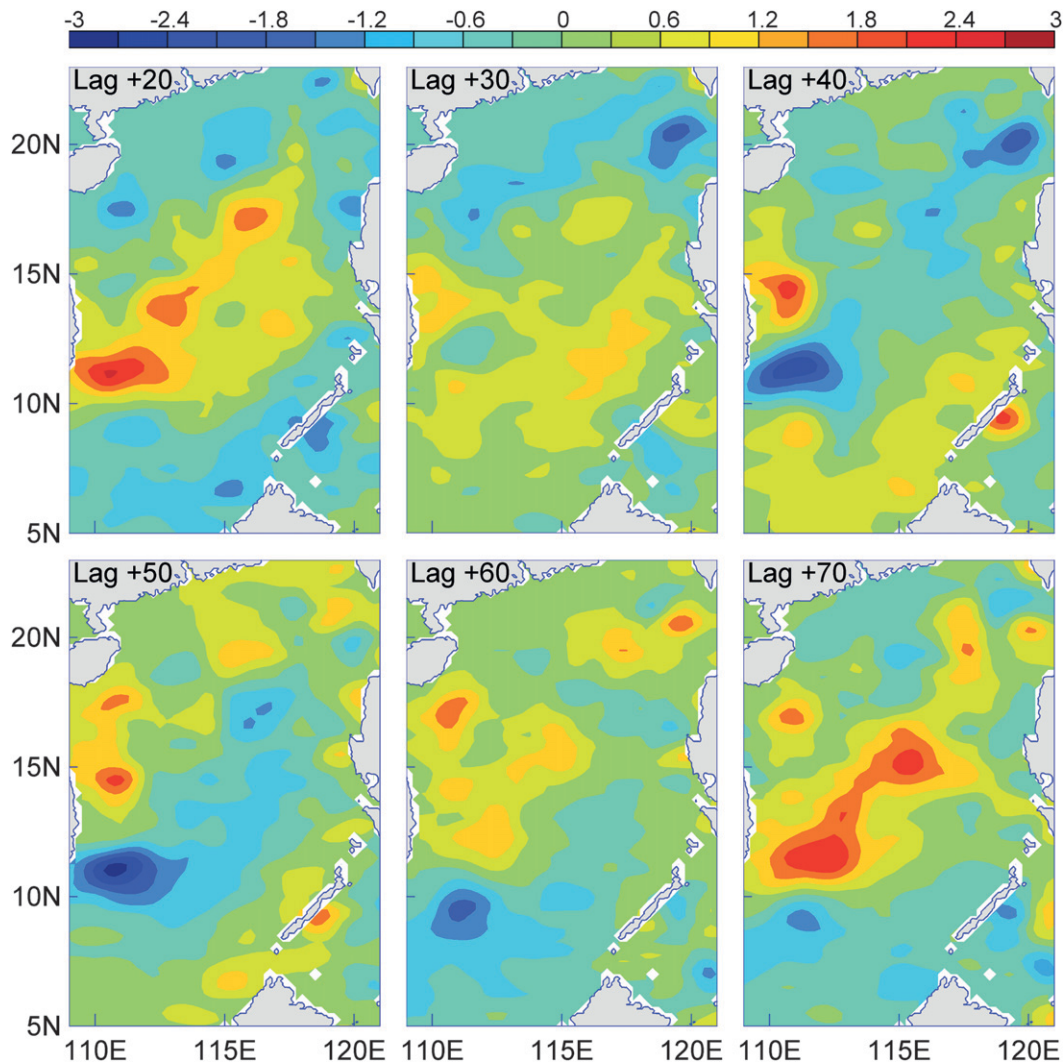 -3 -2.4 -1.8 -1.2 -0.6 0 0.6 1.2 1.8 2.4 3
Lag +20 Lag +30 Lag +40
20N
15N
10N
5N
Lag +50 Lag +60 Lag +70
20N
15N
10N
5N
110E 115E 120E 110E 115E 120E 110E 115E 120E